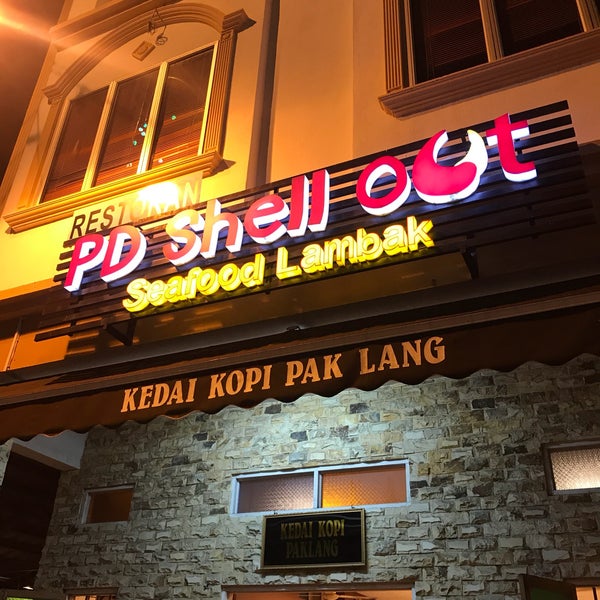 RESTORAN
PD Shell Out
Seafood Lambak
KEDAI KOPI PAK LANG
KEDAI KOPI
PAKLANG